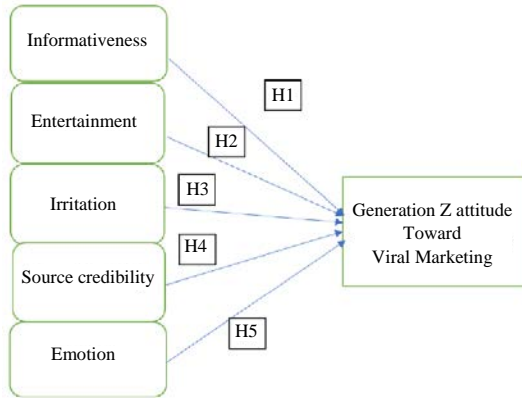 Informativeness
H1
Entertainment
H2
Irritation
H3
Generation Z attitude
Toward
Viral Marketing
H4
Source credibility
H5
Emotion